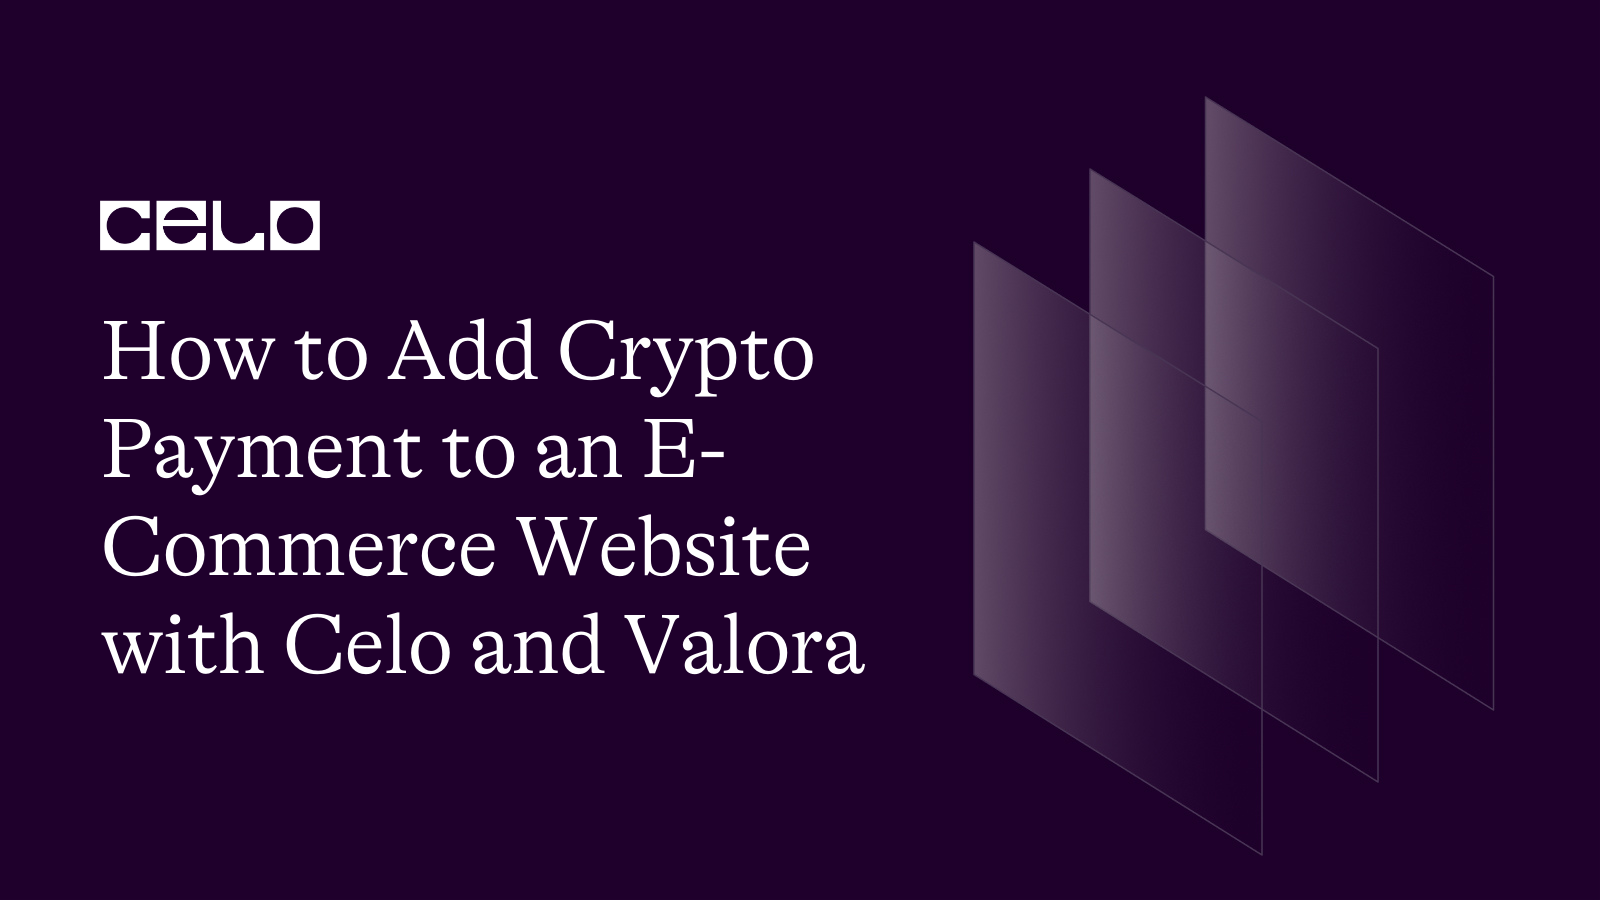 CELO
How to Add Crypto
Payment to an E-
Commerce Website
with Celo and Valora